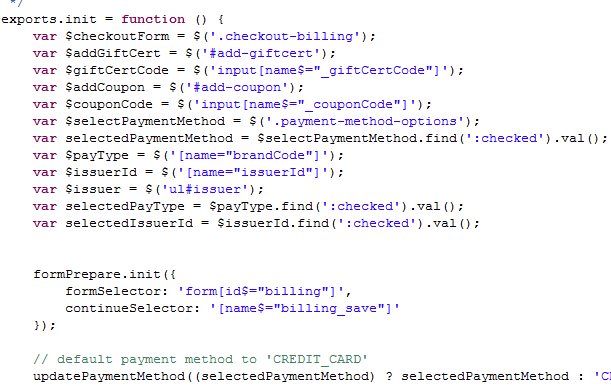 */
exports.init = function () {
    var $checkoutForm = $('.checkout-billing');
    var $addGiftCert = $('#add-giftcert');
    var $giftCertCode = $('input[name$="_giftCertCode"]');
    var $addCoupon = $('#add-coupon');
    var $couponCode = $('input[name$="_couponCode"]');
    var $selectPaymentMethod = $('.payment-method-options');
    var selectedPaymentMethod = $selectPaymentMethod.find(':checked').val();
    var $payType = $('[name="brandCode"]');
    var $issuerId = $('[name="issuerId"]');
    var $issuer = $('ul#issuer');
    var selectedPayType = $payType.find(':checked').val();
    var selectedIssuerId = $issuerId.find(':checked').val();
    formPrepare.init({
        formSelector: 'form[id$="billing"]',
        continueSelector: '[name$="billing_save"]'
    });
    // default payment method to 'CREDIT_CARD'
    updatePaymentMethod((selectedPaymentMethod) ? selectedPaymentMethod :